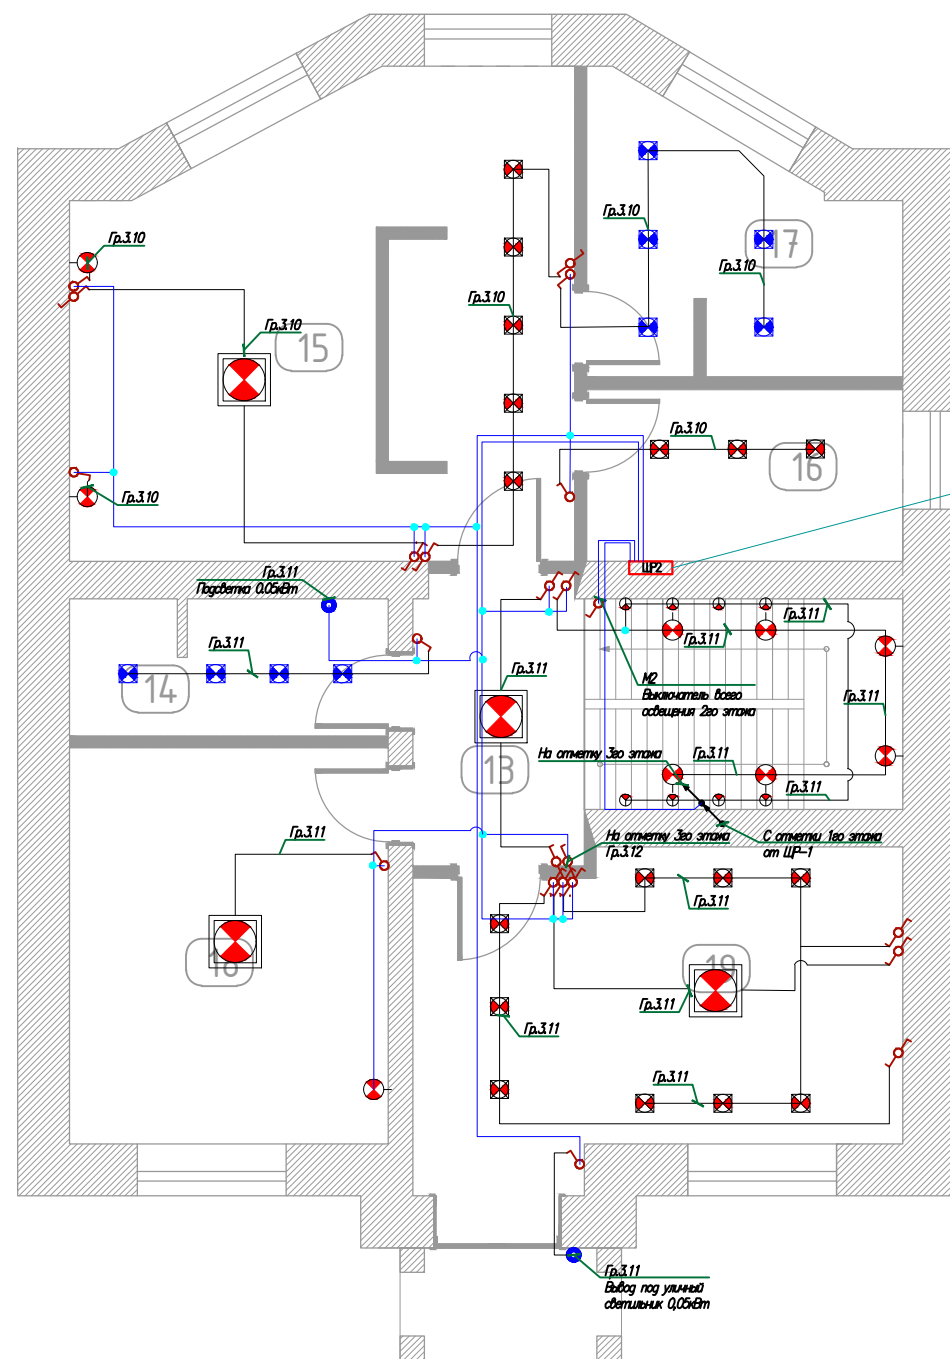 Гр.3.10
17
Гр.3.10
Гр.3.10
Гр.3.10
Гр.3.10
15
Гр.3.10
16
Гр.3.10
ЩР2
Гр.3.11
Подсветка 0.05кВт
Гр.3.11
Гр.3.11
Гр.3.11
14
Гр.3.11
М2
Выключатель всего
освещения 2го этажа
Гр.3.11
13
На отметку 3го этажа
Гр.3.11
Гр.3.11
Гр.3.11
На отметку 3го этажа
Гр.3.12
С отметки 1го этажа
от ЩР-1
Гр.3.11
18
19
Гр.3.11
Гр.3.11
Гр.3.11
Гр.3.11
Вывод под уличный
светильник 0,05кВт